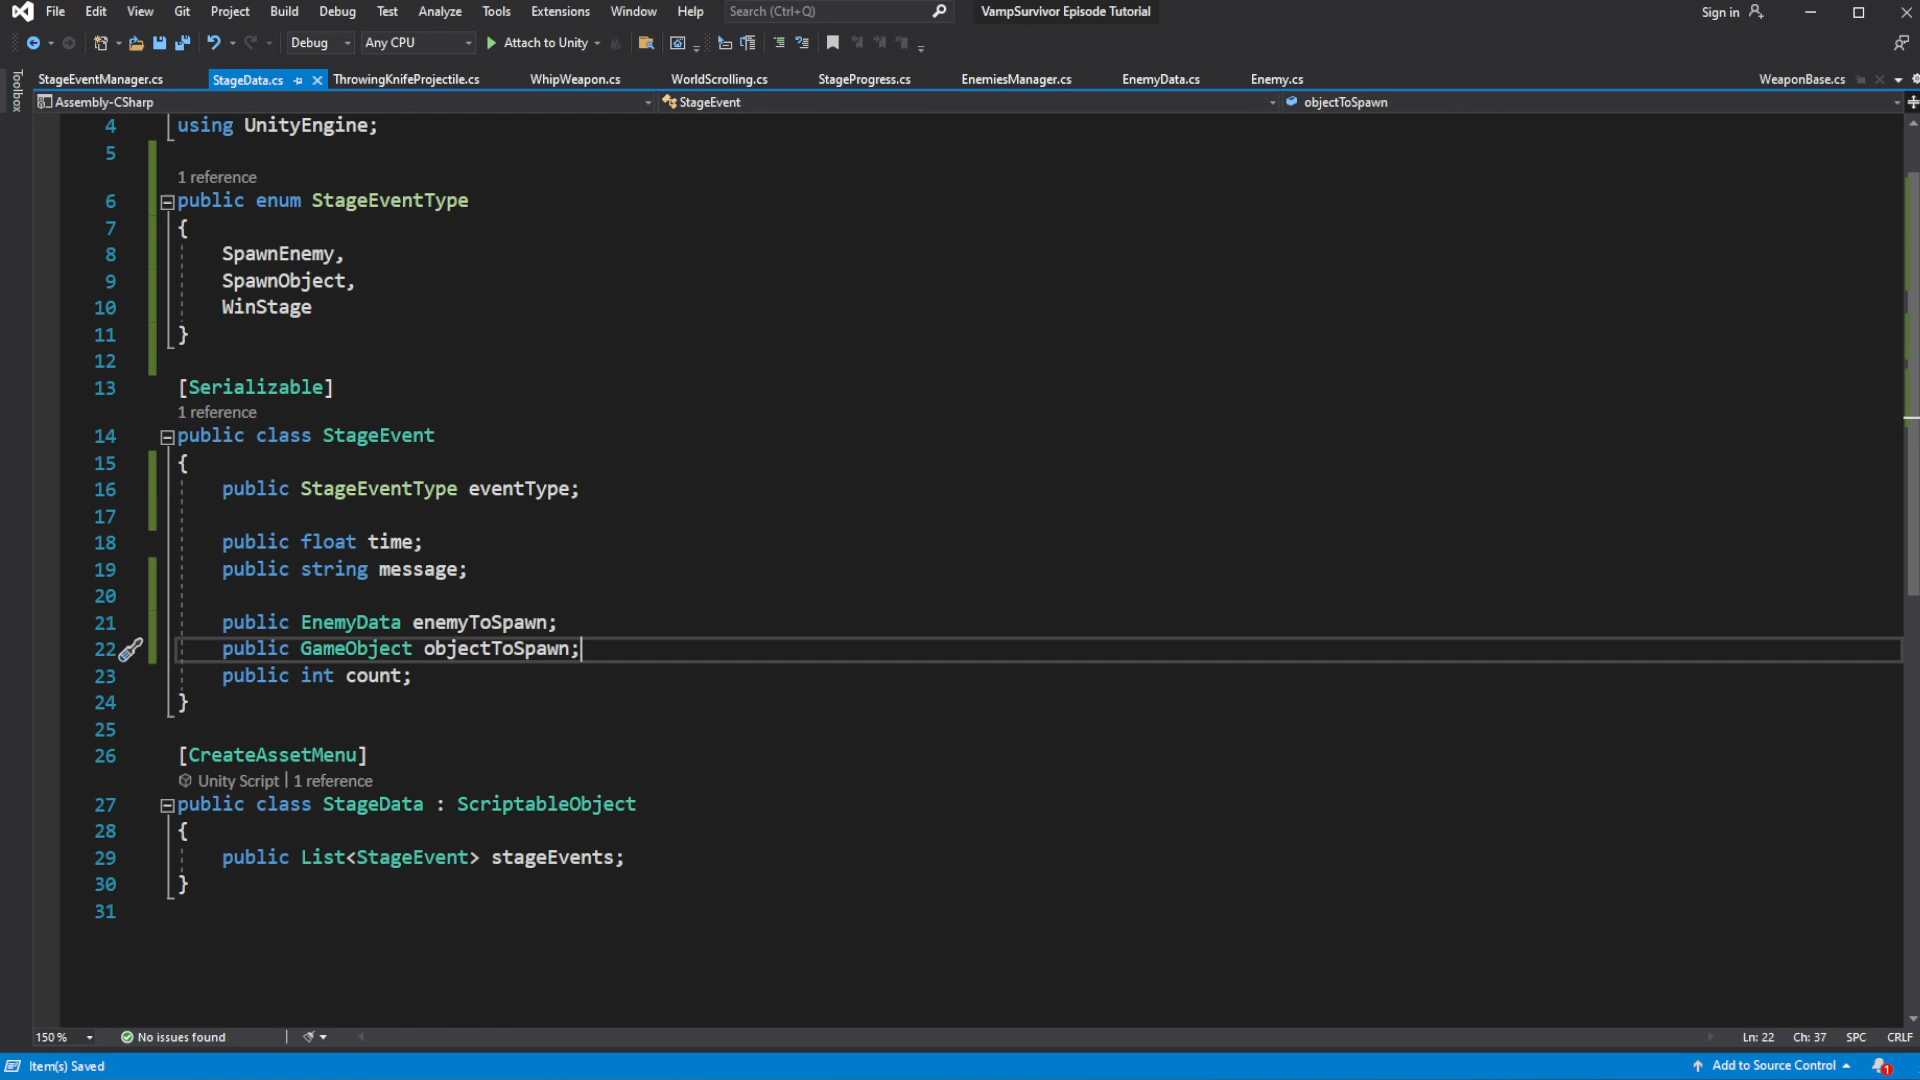 File Edit View Git Project Build Debug Test Analyze Tools Extensions Window Help Search (Ctrl+Q) VampSurvivor Episode Tutorial Sign in
Debug Any CPU Attach to Unity
Toolbox
StageEventManager.cs StageData.cs ThrowingKnifeProjectile.cs WhipWeapon.cs WorldScrolling.cs StageProgress.cs EnemiesManager.cs EnemyData.cs Enemy.cs WeaponBase.cs
Assembly-CSharp StageEvent objectToSpawn
4 using UnityEngine;
5
1 reference
6 public enum StageEventType
7 {
8 SpawnEnemy,
9 SpawnObject,
10 WinStage
11 }
12
13 [Serializable]
1 reference
14 public class StageEvent
15 {
16 public StageEventType eventType;
17
18 public float time;
19 public string message;
20
21 public EnemyData enemyToSpawn;
22 public GameObject objectToSpawn;
23 public int count;
24 }
25
26 [CreateAssetMenu]
Unity Script | 1 reference
27 public class StageData : ScriptableObject
28 {
29 public List<StageEvent> stageEvents;
30 }
31
150 % No issues found Ln: 22 Ch: 37 SPC CRLF
Item(s) Saved Add to Source Control 1